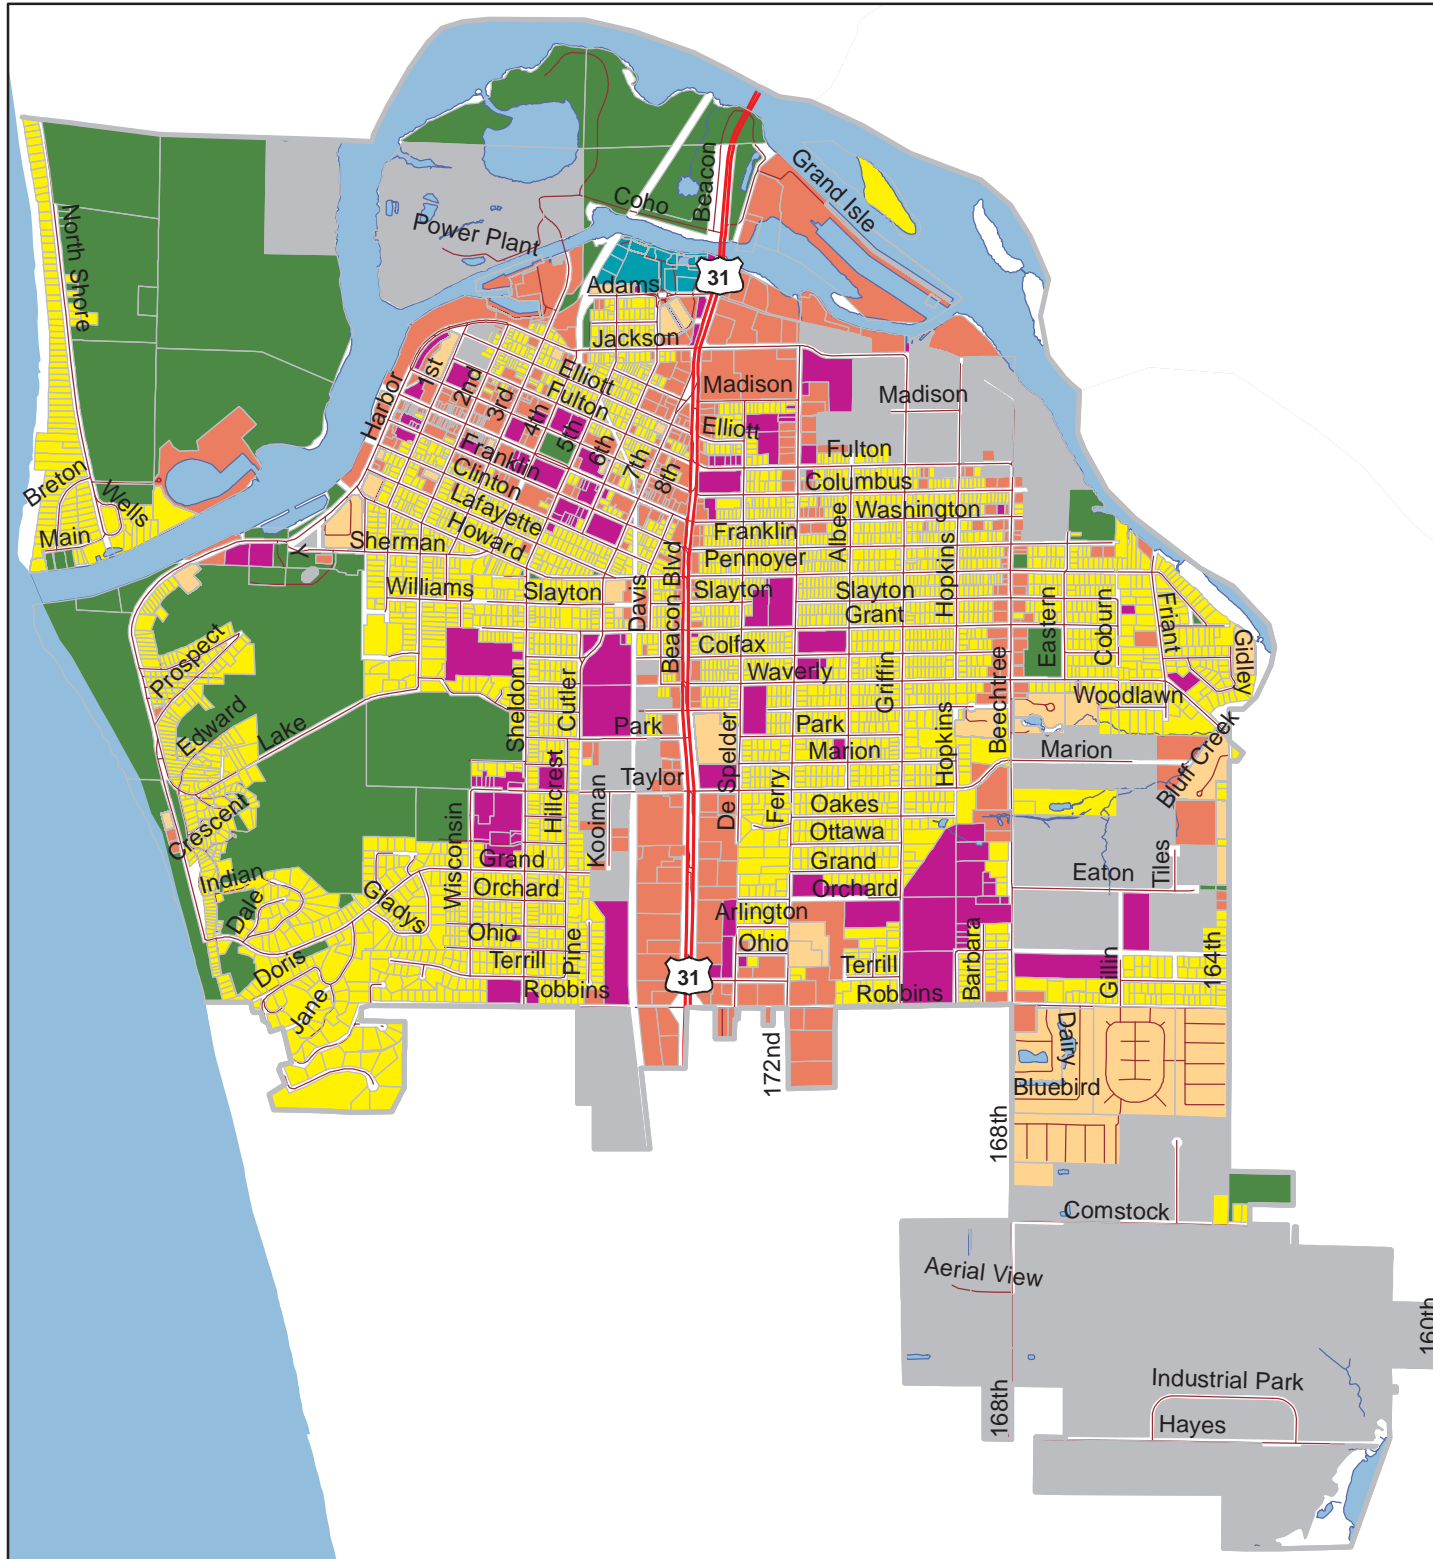 Grand Isle
Beacon
Coho
North Shore
Power Plant
31
Adams
Jackson
Elliott
Fulton
1st
2nd
3rd
4th
5th
6th
7th
8th
Harbor
Madison
Madison
Elliott
Fulton
Franklin
Clinton
Lafayette
Howard
Columbus
Washington
Albee
Franklin
Pennoyer
Breton
Wells
Main
Y
Sherman
Williams
Slayton
Davis
Beacon Blvd
Slayton
Slayton
Grant
Hopkins
Eastern
Coburn
Friant
Gidley
Colfax
Waverly
Griffin
Beechtree
Woodlawn
Prospect
Edward
Lake
Sheldon
Cutler
Park
De Spelder
Park
Marion
Hopkins
Marion
Bluff Creek
Taylor
Ferry
Oakes
Ottawa
Grand
Orchard
Crescent
Wisconsin
Hillcrest
Kooiman
Eaton
Tiles
Indian
Dale
Gladys
Grand
Orchard
Arlington
Ohio
Ohio
Terrill
Pine
Robbins
Doris
Jane
31
Terrill
Robbins
Barbara
Gillin
164th
172nd
Dairy
Bluebird
168th
Comstock
Aerial View
160th
168th
Industrial Park
Hayes